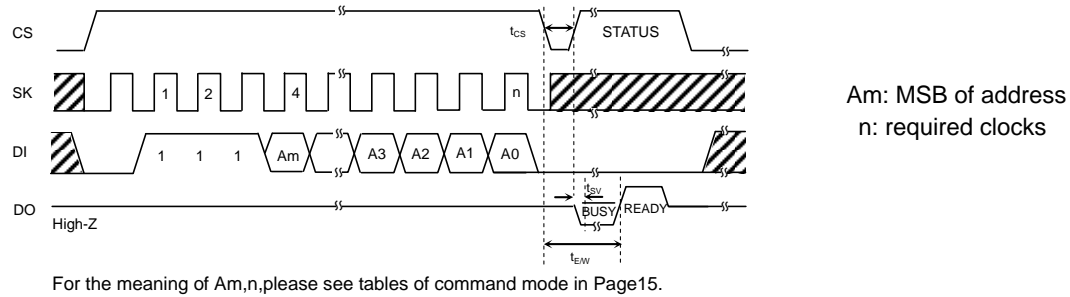 CS tCS STATUS
SK 1 2 4 n
DI 1 1 1 Am A3 A2 A1 A0
tSV
DO High-Z BUSY READY
tE/W
Am: MSB of address
n: required clocks
For the meaning of Am,n,please see tables of command mode in Page15.